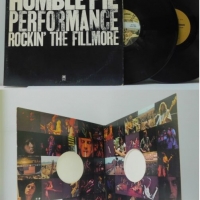 HUMBLE PIE
PERFORMANCE
ROCKIN' THE FILLMORE